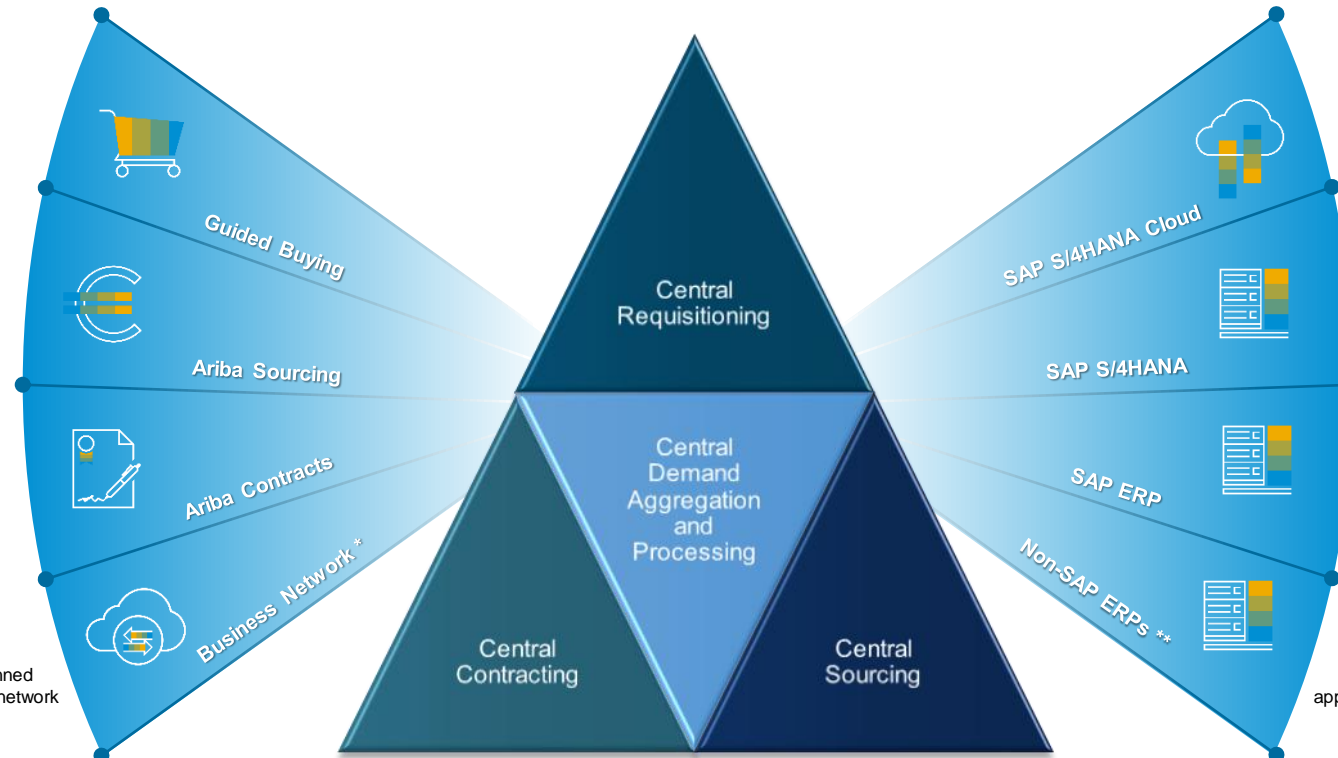 Guided Buying
Ariba Sourcing
Ariba Contracts
Business Network *
Central
Requisitioning
Central
Demand
Aggregation
and
Processing
Central
Contracting
Central
Sourcing
SAP S/4HANA Cloud
SAP S/4HANA
SAP ERP
Non-SAP ERPs **
network